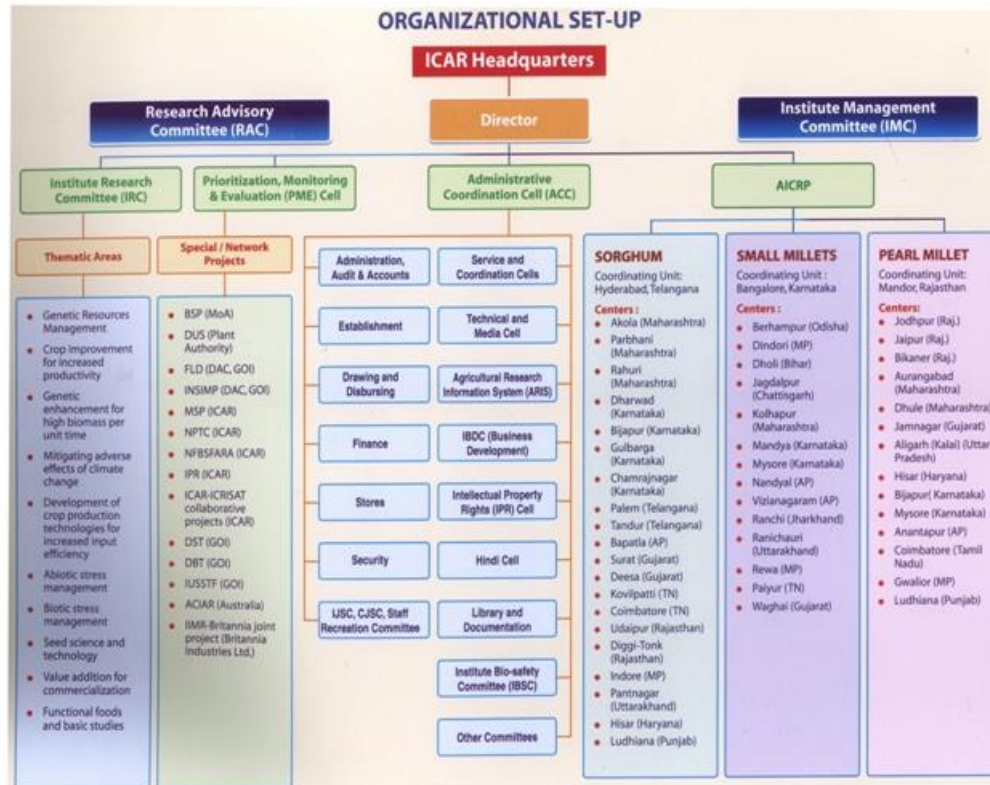 ORGANIZATIONAL SET-UP
ICAR Headquarters
Research Advisory
Committee (RAC)
Director
Institute Management
Committee (IMC)
Institute Research
Committee (IRC)
Prioritization, Monitoring
& Evaluation (PME) Cell
Administrative
Coordination Cell (ACC)
AICRP
Thematic Areas
Genetic Resources
Management
Crop improvement
for increased
productivity
Genetic
enhancement for
high biomass per
unit time
Mitigating adverse
effects of climate
change
Development of
crop production
technologies for
increased input
efficiency
Abiotic stress
management
Biotic stress
management
Seed science and
technology
Value addition for
commercialization
Functional foods
and basic studies
Special / Network
Projects
BSP (MoA)
DUS (Plant
Authority)
FLD (DAC, GOI)
INSIMP (DAC, GOI)
MSP (ICAR)
NPTC (ICAR)
NFBSFARA (ICAR)
IPR (ICAR)
ICAR-ICRISAT
collaborative
projects (ICAR)
DST (GOI)
DBT (GOI)
IUSSTF (GOI)
ACIAR (Australia)
IIMR-Britannia joint
project (Britannia
Industries Ltd.)
Administration,
Audit & Accounts
Establishment
Drawing and
Disbursing
Finance
Stores
Security
IJSC, CJSC, Staff
Recreation Committee
Service and
Coordination Cells
Technical and
Media Cell
Agricultural Research
Information System (ARIS)
IBDC (Business
Development)
Intellectual Property
Rights (IPR) Cell
Hindi Cell
Library and
Documentation
Institute Bio-safety
Committee (IBSC)
Other Committees
SORGHUM
Coordinating Unit:
Hyderabad, Telangana
Centers :
Akola (Maharashtra)
Parbhani
(Maharashtra)
Rahuri
(Maharashtra)
Dharwad
(Karnataka)
Bijapur (Karnataka)
Gulbarga
(Karnataka)
Chamrajnagar
(Karnataka)
Palem (Telangana)
Tandur (Telangana)
Bapatla (AP)
Surat (Gujarat)
Deesa (Gujarat)
Kovilpatti (TN)
Coimbatore (TN)
Udaipur (Rajasthan)
Diggi-Tonk
(Rajasthan)
Indore (MP)
Pantnagar
(Uttarakhand)
Hisar (Haryana)
Ludhiana (Punjab)
SMALL MILLETS
Coordinating Unit :
Bangalore, Karnataka
Centers :
Berhampur (Odisha)
Dindori (MP)
Dholi (Bihar)
Jagdalpur
(Chattisgarh)
Kolhapur
(Maharashtra)
Mandya (Karnataka)
Mysore (Karnataka)
Nandyal (AP)
Vizianagaram (AP)
Ranchi (Jharkhand)
Ranichauri
(Uttarakhand)
Rewa (MP)
Paiyur (TN)
Waghai (Gujarat)
PEARL MILLET
Coordinating Unit:
Mandor, Rajasthan
Centers:
Jodhpur (Raj.)
Jaipur (Raj.)
Bikaner (Raj.)
Aurangabad
(Maharashtra)
Dhule (Maharashtra)
Jamnagar (Gujarat)
Aligarh (Kalai) (Uttar
Pradesh)
Hisar (Haryana)
Bijapur( Karnataka)
Mysore (Karnataka)
Anantapur (AP)
Coimbatore (Tamil
Nadu)
Gwalior (MP)
Ludhiana (Punjab)